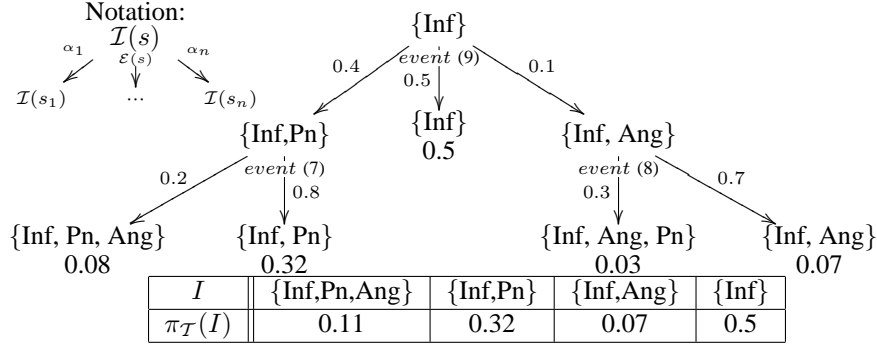 Notation:
I(s)
E(s)
α1 αn
I(s1) ... I(sn)
{Inf}
event (9)
0.4 0.5 0.1
{Inf,Pn} {Inf} {Inf, Ang}
0.5
event (7) event (8)
0.2 0.8 0.3 0.7
{Inf, Pn, Ang} {Inf, Pn} {Inf, Ang, Pn} {Inf, Ang}
0.08 0.32 0.03 0.07
I {Inf,Pn,Ang} {Inf,Pn} {Inf,Ang} {Inf}
πT(I) 0.11 0.32 0.07 0.5